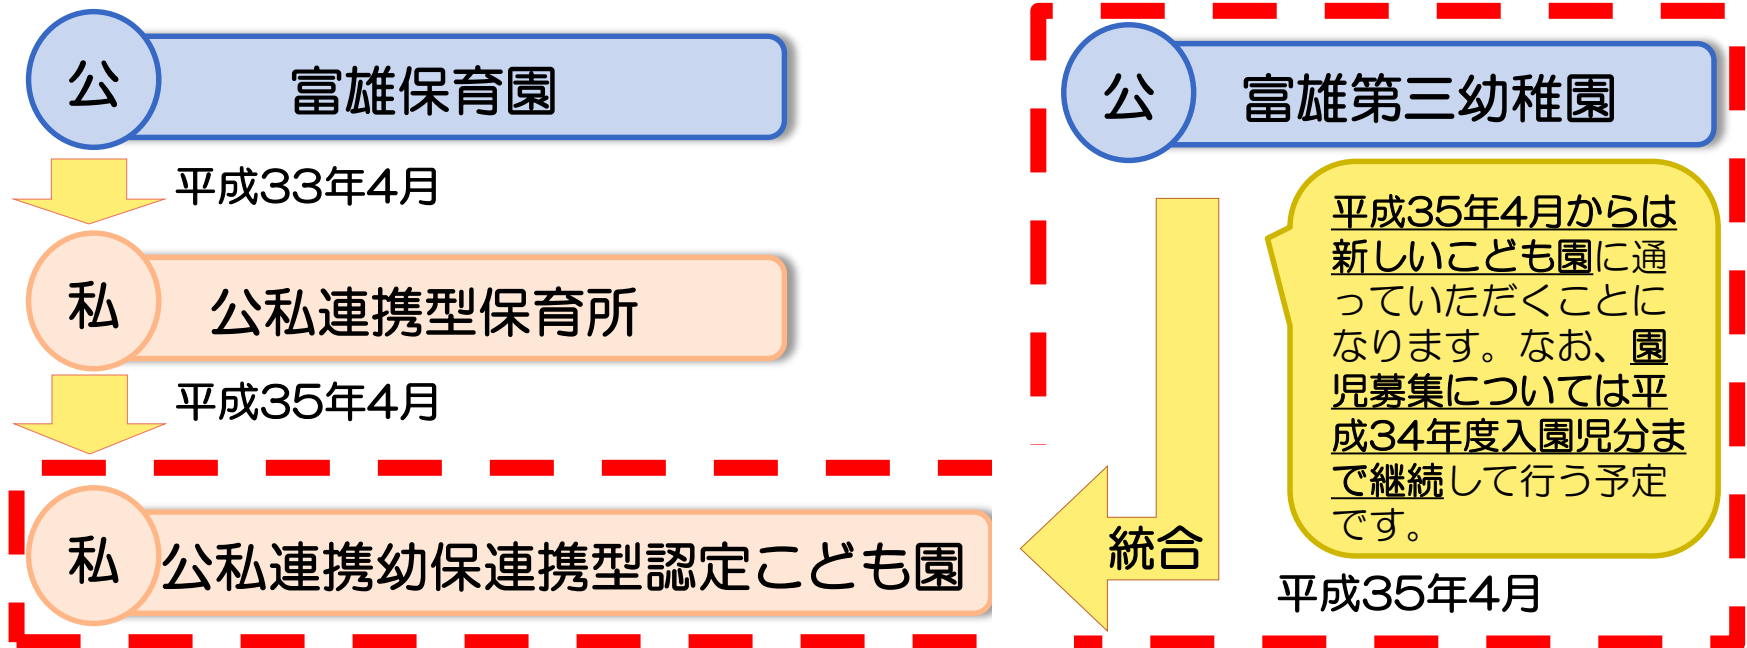 公
富雄保育園
平成33年4月
私
公私連携型保育所
平成35年4月
私
公私連携幼保連携型認定こども園
公
富雄第三幼稚園
平成35年4月からは
新しいこども園に通
っていただくことに
なります。なお、園
児募集については平
成34年度入園児分ま
で継続して行う予定
です。
統合
平成35年4月